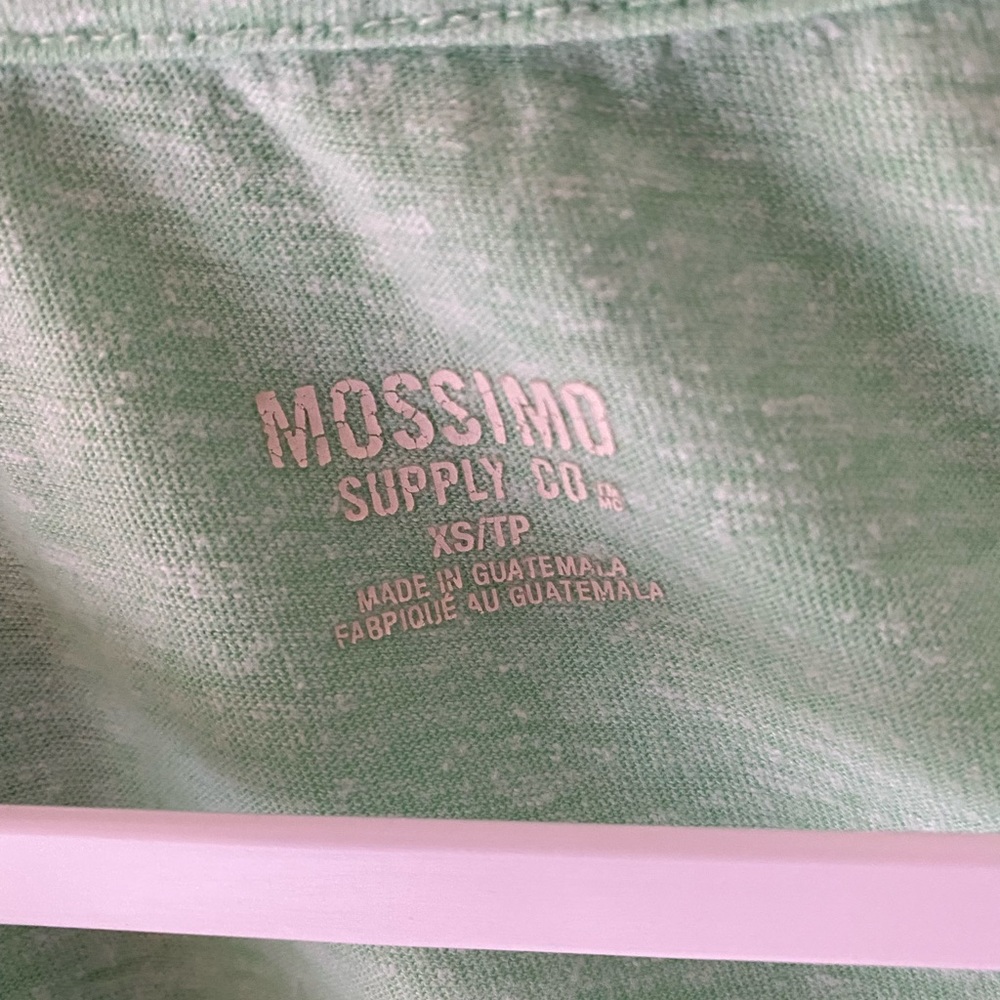 MOSSIMO
SUPPLY CO
XS/TP
MADE IN GUATEMALA
FABRIQUÉ AU GUATEMALA